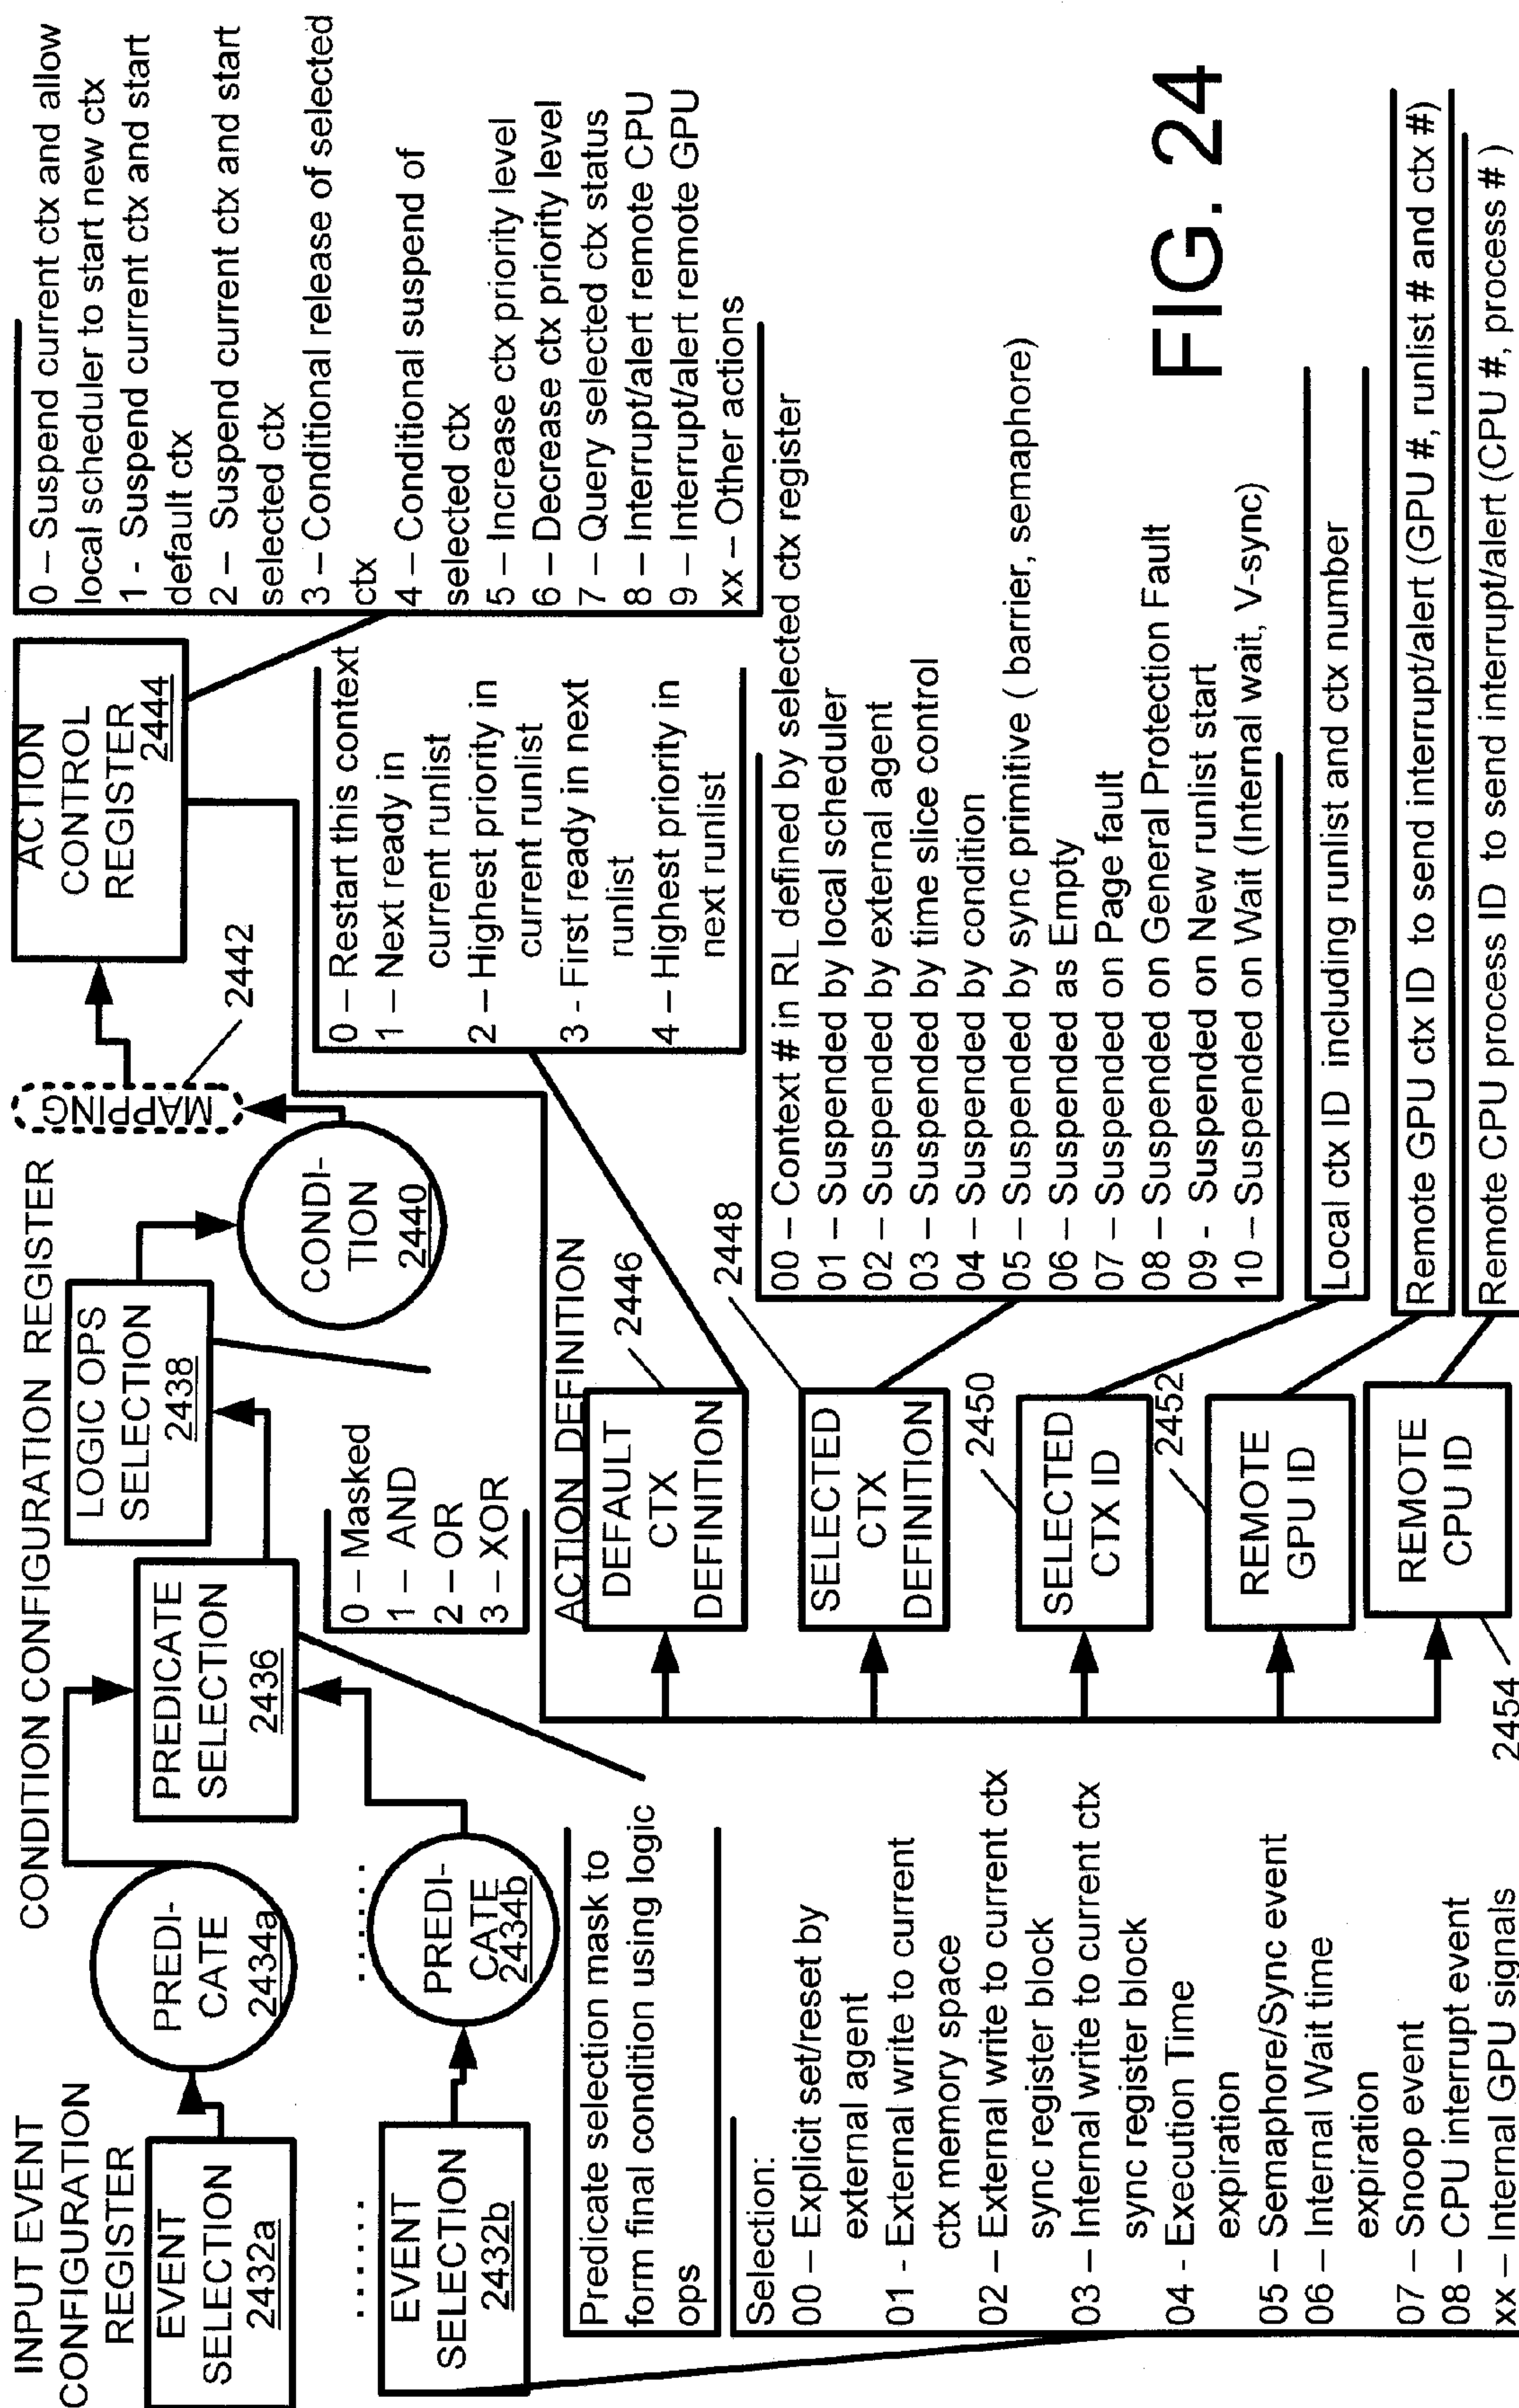 INPUT EVENT
CONFIGURATION
REGISTER
EVENT
SELECTION
2432a
......
EVENT
SELECTION
2432b
PREDI-
CATE
2434a
......
PREDI-
CATE
2434b
CONDITION CONFIGURATION REGISTER
PREDICATE
SELECTION
2436
LOGIC OPS
SELECTION
2438
CONDI-
TION
2440
MAPPING
2442
ACTION
CONTROL
REGISTER
2444
0 – Suspend current ctx and allow
local scheduler to start new ctx
1 - Suspend current ctx and start
default ctx
2 – Suspend current ctx and start
selected ctx
3 – Conditional release of selected
ctx
4 – Conditional suspend of
selected ctx
5 – Increase ctx priority level
6 – Decrease ctx priority level
7 – Query selected ctx status
8 – Interrupt/alert remote CPU
9 – Interrupt/alert remote GPU
xx – Other actions
0 – Masked
1 – AND
2 – OR
3 – XOR
0 – Restart this context
1 – Next ready in
current runlist
2 – Highest priority in
current runlist
3 - First ready in next
runlist
4 – Highest priority in
next runlist
Predicate selection mask to
form final condition using logic
ops
Selection:
00 – Explicit set/reset by
external agent
01 - External write to current
ctx memory space
02 – External write to current ctx
sync register block
03 – Internal write to current ctx
sync register block
04 - Execution Time
expiration
05 – Semaphore/Sync event
06 – Internal Wait time
expiration
07 – Snoop event
08 – CPU interrupt event
xx – Internal GPU signals
ACTION DEFINITION
DEFAULT
CTX
DEFINITION
2446
SELECTED
CTX
DEFINITION
2448
SELECTED
CTX ID
2450
REMOTE
GPU ID
2452
REMOTE
CPU ID
2454
00 – Context # in RL defined by selected ctx register
01 – Suspended by local scheduler
02 – Suspended by external agent
03 – Suspended by time slice control
04 – Suspended by condition
05 – Suspended by sync primitive ( barrier, semaphore)
06 – Suspended as Empty
07 – Suspended on Page fault
08 – Suspended on General Protection Fault
09 - Suspended on New runlist start
10 – Suspended on Wait (Internal wait, V-sync)
Local ctx ID including runlist and ctx number
Remote GPU ctx ID to send interrupt/alert (GPU #, runlist # and ctx #)
Remote CPU process ID to send interrupt/alert (CPU #, process # )
FIG. 24